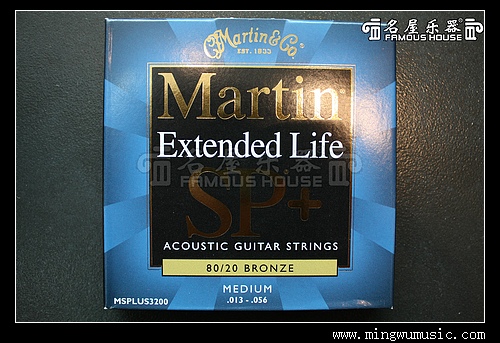 名屋乐器®
FAMOUS HOUSE
C.F. Martin & Co.
EST. 1833
Martin
Extended Life
名屋乐器
FAMOUS HOUSE
SP+
ACOUSTIC GUITAR STRINGS
80/20 BRONZE
MEDIUM
.013 - .056
MSPLUS3200
www.mingwumusic.com